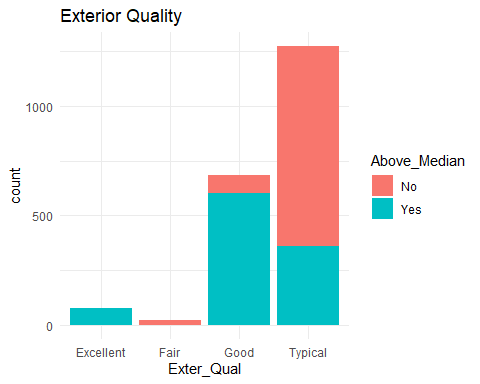 Exterior Quality
1000
500
0
count
Excellent Fair Good Typical
Exter_Qual
Above_Median
No
Yes